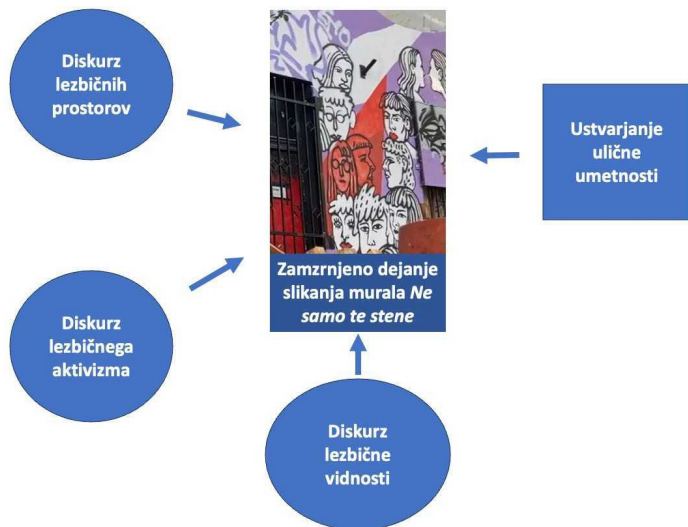 Diskurz
lezbičnih
prostorov
Ustvarjanje
ulične
umetnosti
Zamzrnjeno dejanje
slikanja murala Ne
samo te stene
Diskurz
lezbičnega
aktivizma
Diskurz
lezbične
vidnosti